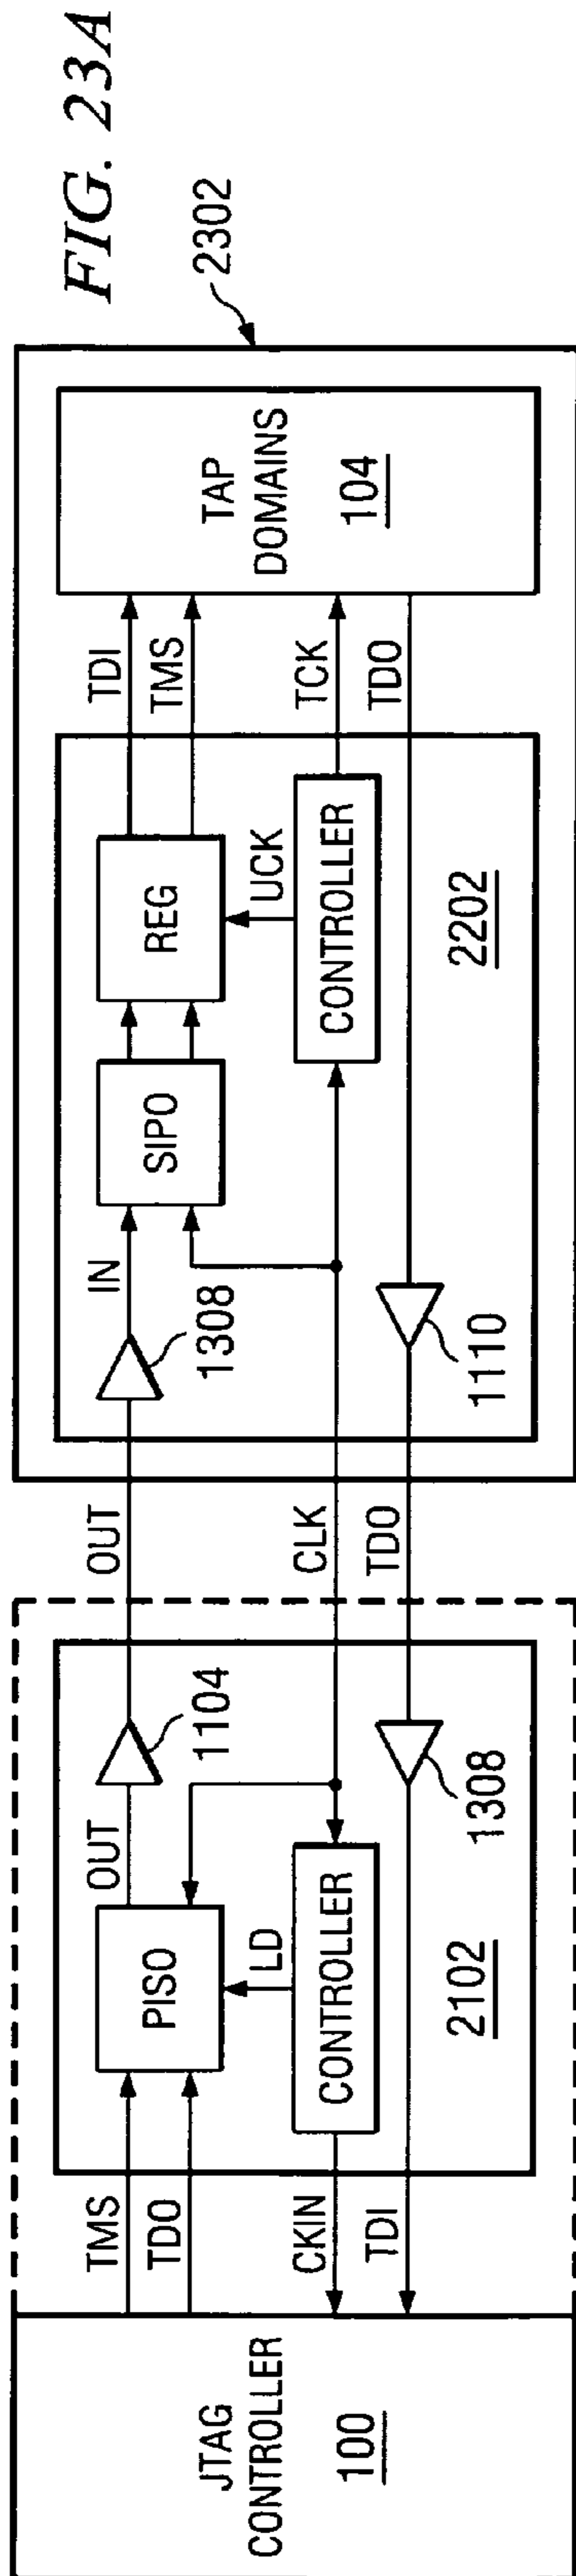 FIG. 23A
2302
JTAG
CONTROLLER
100
TMS
TDO
CKIN
TDI
PISO
LD
CONTROLLER
OUT
1104
1308
2102
OUT
CLK
TDO
IN
1308
SIPO
REG
UCK
CONTROLLER
1110
2202
TDI
TMS
TCK
TDO
TAP
DOMAINS
104